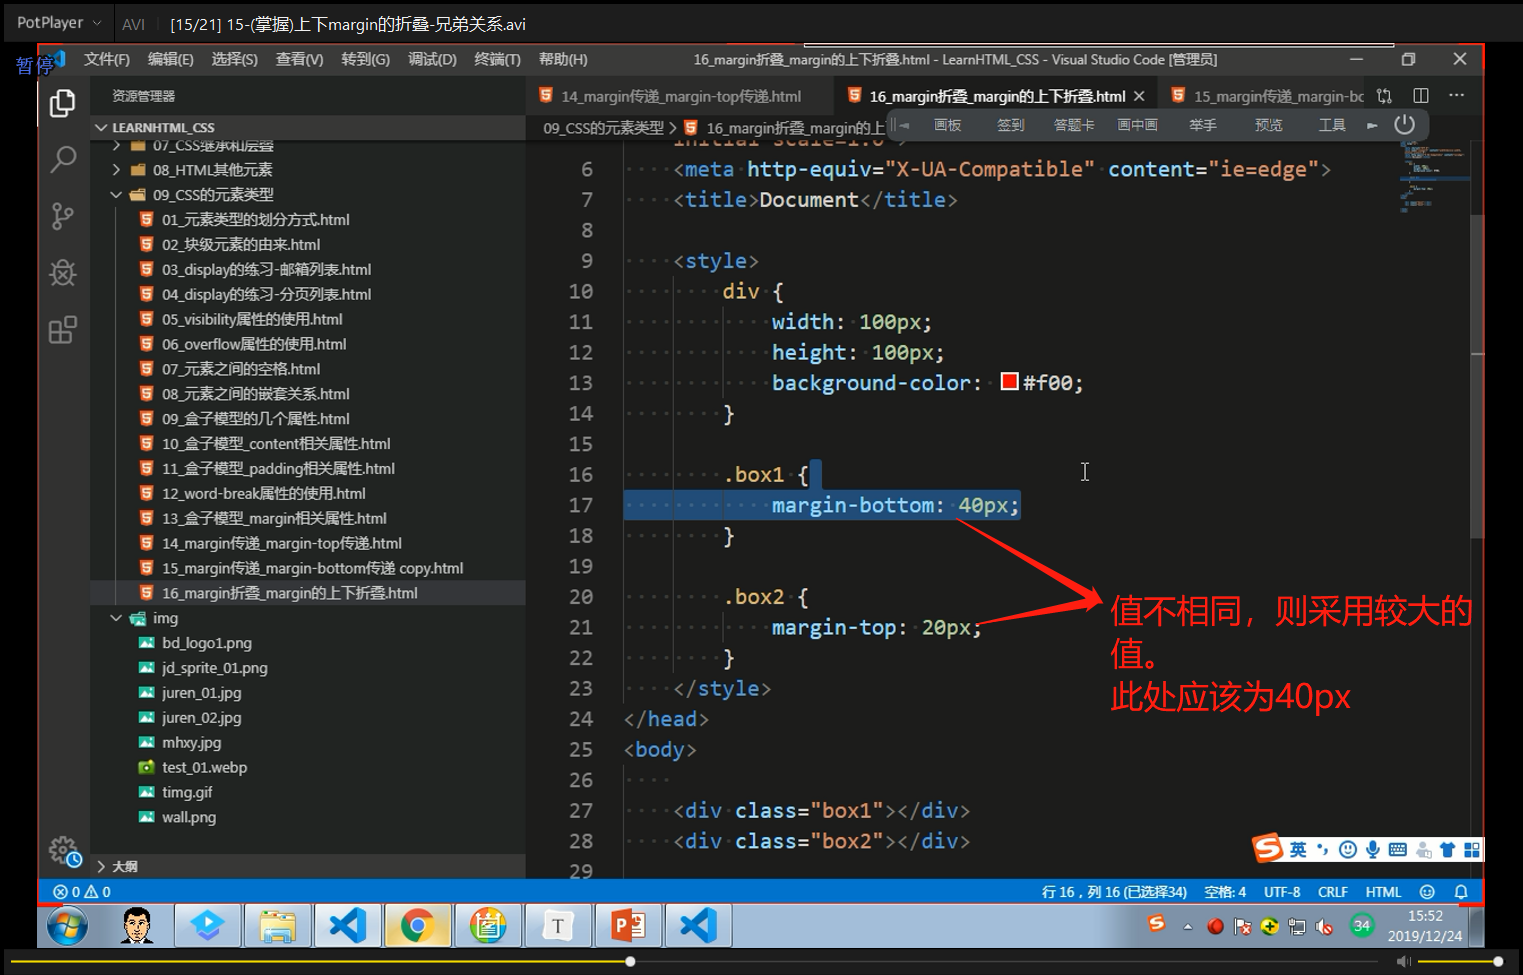 PotPlayer
AVI
[15/21] 15-(掌握)上下margin的折叠-兄弟关系.avi
暂停
文件(F) 编辑(E) 选择(S) 查看(V) 转到(G) 调试(D) 终端(T) 帮助(H)
16_margin折叠_margin的上下折叠.html - LearnHTML_CSS - Visual Studio Code [管理员]
资源管理器
14_margin传递_margin-top传递.html
16_margin折叠_margin的上下折叠.html
15_margin传递_margin-bc
LEARNHTML_CSS
09_CSS的元素类型 > 16_margin折叠_margin的上
画板 签到 答题卡 画中画 举手 预览 工具
07_CSS继承和层叠
08_HTML其他元素
09_CSS的元素类型
01_元素类型的划分方式.html
02_块级元素的由来.html
03_display的练习-邮箱列表.html
04_display的练习-分页列表.html
05_visibility属性的使用.html
06_overflow属性的使用.html
07_元素之间的空格.html
08_元素之间的嵌套关系.html
09_盒子模型的几个属性.html
10_盒子模型_content相关属性.html
11_盒子模型_padding相关属性.html
12_word-break属性的使用.html
13_盒子模型_margin相关属性.html
14_margin传递_margin-top传递.html
15_margin传递_margin-bottom传递 copy.html
16_margin折叠_margin的上下折叠.html
img
bd_logo1.png
jd_sprite_01.png
juren_01.jpg
juren_02.jpg
mhxy.jpg
test_01.webp
timg.gif
wall.png
大纲
initial-scale=1.0
6 <meta http-equiv="X-UA-Compatible" content="ie=edge">
7 <title>Document</title>
8
9 <style>
10 div {
11 width: 100px;
12 height: 100px;
13 background-color: #f00;
14 }
15
16 .box1 {
17 margin-bottom: 40px;
18 }
19
20 .box2 {
21 margin-top: 20px;
22 }
23 </style>
24 </head>
25 <body>
26
27 <div class="box1"></div>
28 <div class="box2"></div>
29
值不相同，则采用较大的
值。
此处应该为40px
英
0 0
行 16，列 16 (已选择34) 空格: 4 UTF-8 CRLF HTML
T
34
15:52
2019/12/24